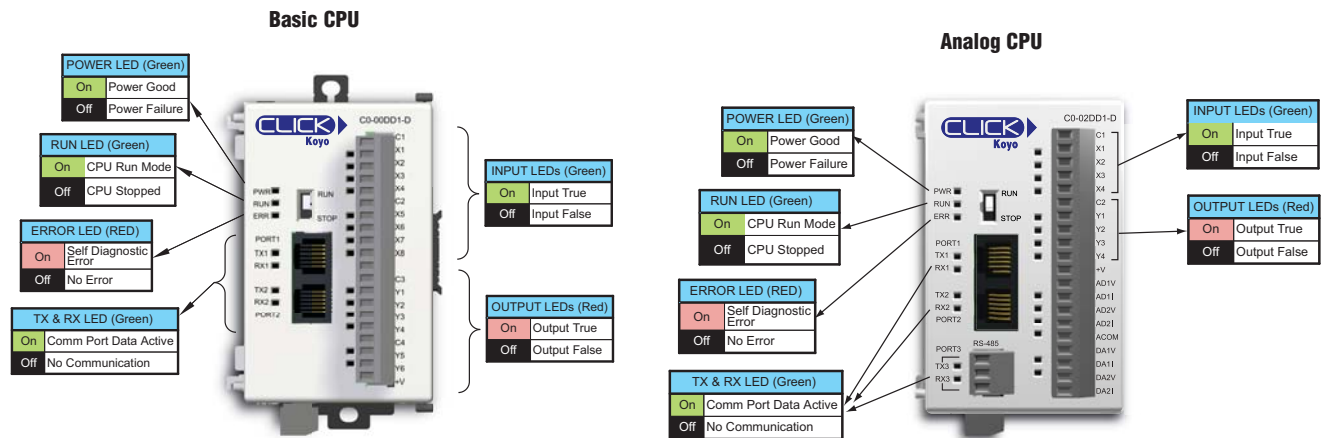 Basic CPU
POWER LED (Green)
On Power Good
Off Power Failure
RUN LED (Green)
On CPU Run Mode
Off CPU Stopped
ERROR LED (RED)
On Self Diagnostic
Error
Off No Error
TX & RX LED (Green)
On Comm Port Data Active
Off No Communication
C0-00DD1-D
CLICK
Koyo
PWR
RUN
ERR
RUN
STOP
PORT1
TX1
RX1
TX2
RX2
PORT2
C1
X1
X2
X3
X4
C2
X5
X6
X7
X8
C3
Y1
Y2
Y3
Y4
C4
Y5
Y6
+V
INPUT LEDs (Green)
On Input True
Off Input False
OUTPUT LEDs (Red)
On Output True
Off Output False
Analog CPU
POWER LED (Green)
On Power Good
Off Power Failure
RUN LED (Green)
On CPU Run Mode
Off CPU Stopped
ERROR LED (RED)
On Self Diagnostic
Error
Off No Error
TX & RX LED (Green)
On Comm Port Data Active
Off No Communication
C0-02DD1-D
CLICK
Koyo
PWR
RUN
ERR
RUN
STOP
PORT1
TX1
RX1
TX2
RX2
PORT2
RS-485
PORT3
TX3
RX3
C1
X1
X2
X3
X4
C2
Y1
Y2
Y3
Y4
+V
AD1V
AD1I
AD2V
AD2I
ACOM
DA1V
DA1I
DA2V
DA2I
INPUT LEDs (Green)
On Input True
Off Input False
OUTPUT LEDs (Red)
On Output True
Off Output False